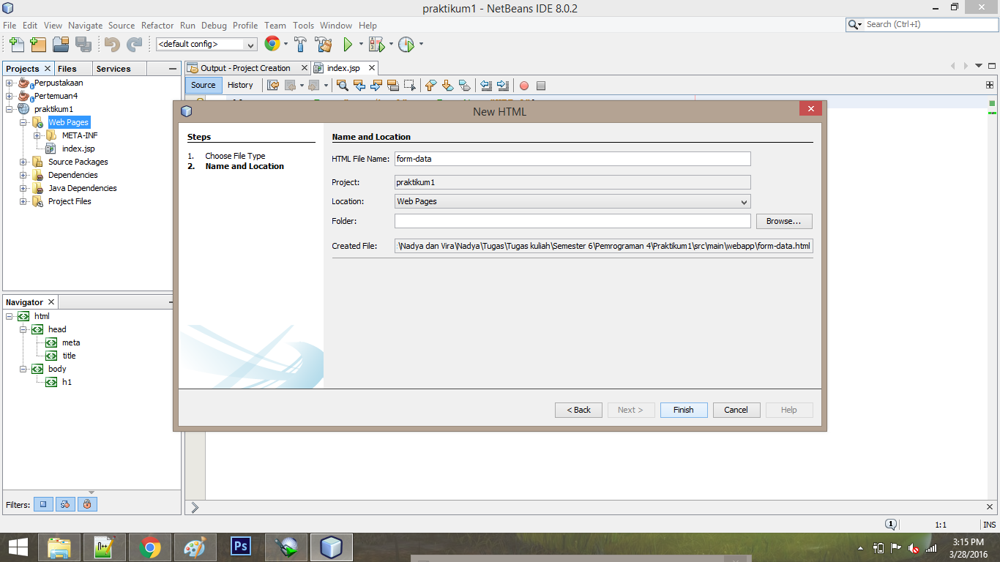 praktikum1 - NetBeans IDE 8.0.2
File Edit View Navigate Source Refactor Run Debug Profile Team Tools Window Help
Search (Ctrl+I)
<default config>
Projects Files Services
Output - Project Creation index.jsp
Source History
Perpustakaan
Pertemuan4
praktikum1
Web Pages
META-INF
index.jsp
Source Packages
Dependencies
Java Dependencies
Project Files
New HTML
Steps
1. Choose File Type
2. Name and Location
Name and Location
HTML File Name: form-data
Project: praktikum1
Location: Web Pages
Folder: Browse...
Created File: :\Nadya dan Vira\Nadya\Tugas\Tugas kuliah\Semester 6\Pemrograman 4\Praktikum1\src\main\webapp\form-data.html
< Back Next > Finish Cancel Help
Navigator
html
head
meta
title
body
h1
Filters:
1 1:1 INS
Ps
3:15 PM
3/28/2016